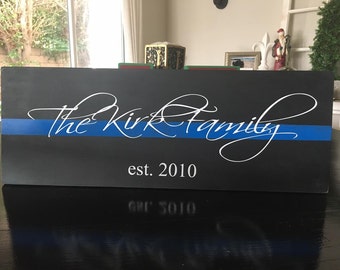 The Kirk Family
est. 2010